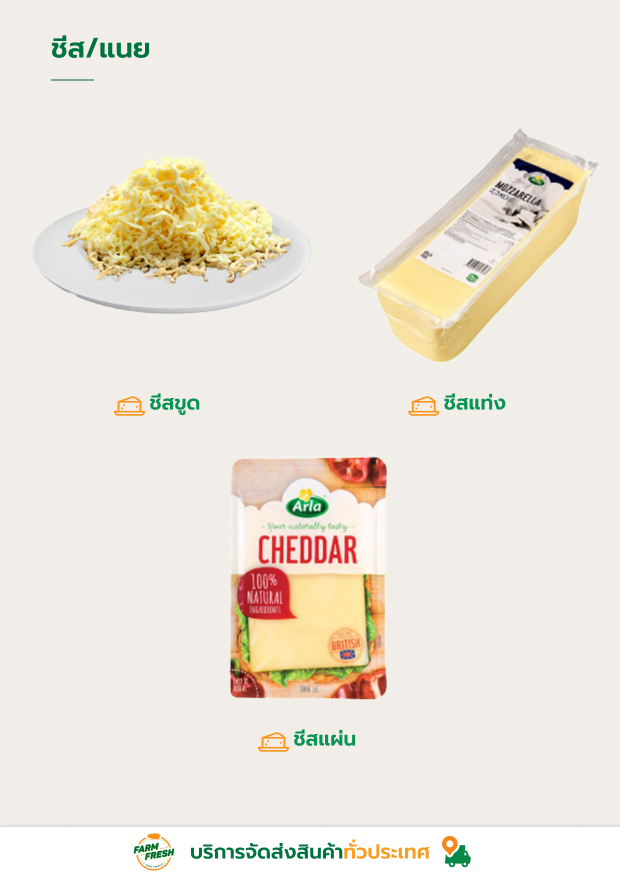 ชีส/แนย
MOZZARELLA
ชีสขูด
ชีสแท่ง
Arla
Your naturally tasty
CHEDDAR
100%
NATURAL
INGREDIENTS
BRITISH
ชีสแผ่น
FARM
FRESH
บริการจัดส่งสินค้าทั่วประเทศ